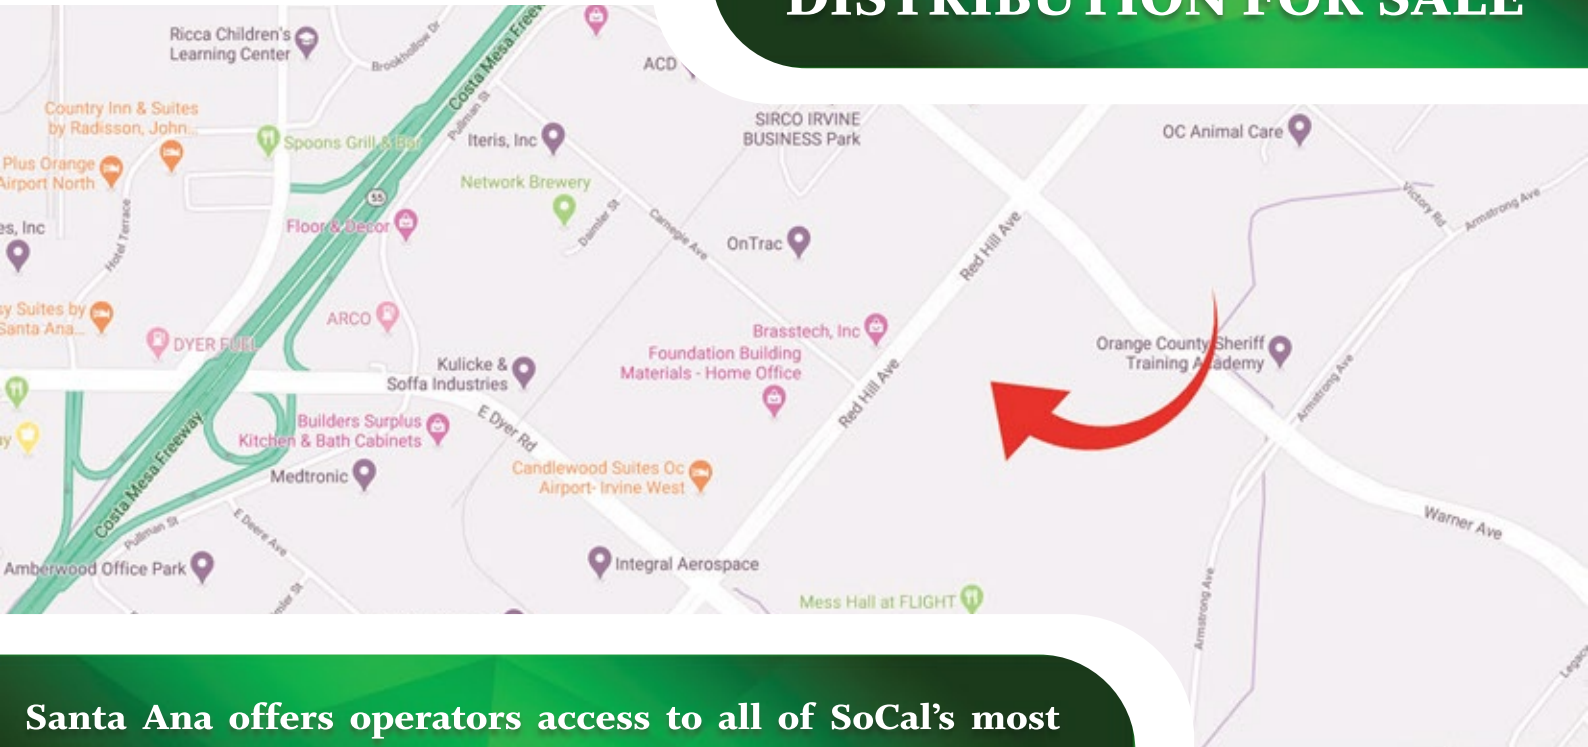 DISTRIBUTION FOR SALE
Ricca Children's
Learning Center
Brookhollow Dr
Costa Mesa Freew
Pullman St
ACD
Country Inn & Suites
by Radisson, John...
Spoons Grill & Bar
Iteris, Inc
SIRCO IRVINE
BUSINESS Park
OC Animal Care
Plus Orange
Airport North
Network Brewery
55
Victory Rd
Armstrong Ave
es, Inc
Hotel Terrace
Floor & Decor
Daimler St
Carnegie Ave
OnTrac
Red Hill Ave
sy Suites by
Santa Ana...
ARCO
DYER FUEL
Brasstech, Inc
Foundation Building
Materials - Home Office
Orange County Sheriff
Training Academy
Kulicke &
Soffa Industries
Red Hill Ave
Armstrong Ave
Builders Surplus
Kitchen & Bath Cabinets
E Dyer Rd
ay
Costa Mesa Freeway
Medtronic
Candlewood Suites Oc
Airport- Irvine West
Pullman St
E Deere Ave
Warner Ave
Amberwood Office Park
Integral Aerospace
imler St
Mess Hall at FLIGHT
Armstrong Ave
Legacy
Santa Ana offers operators access to all of SoCal's most